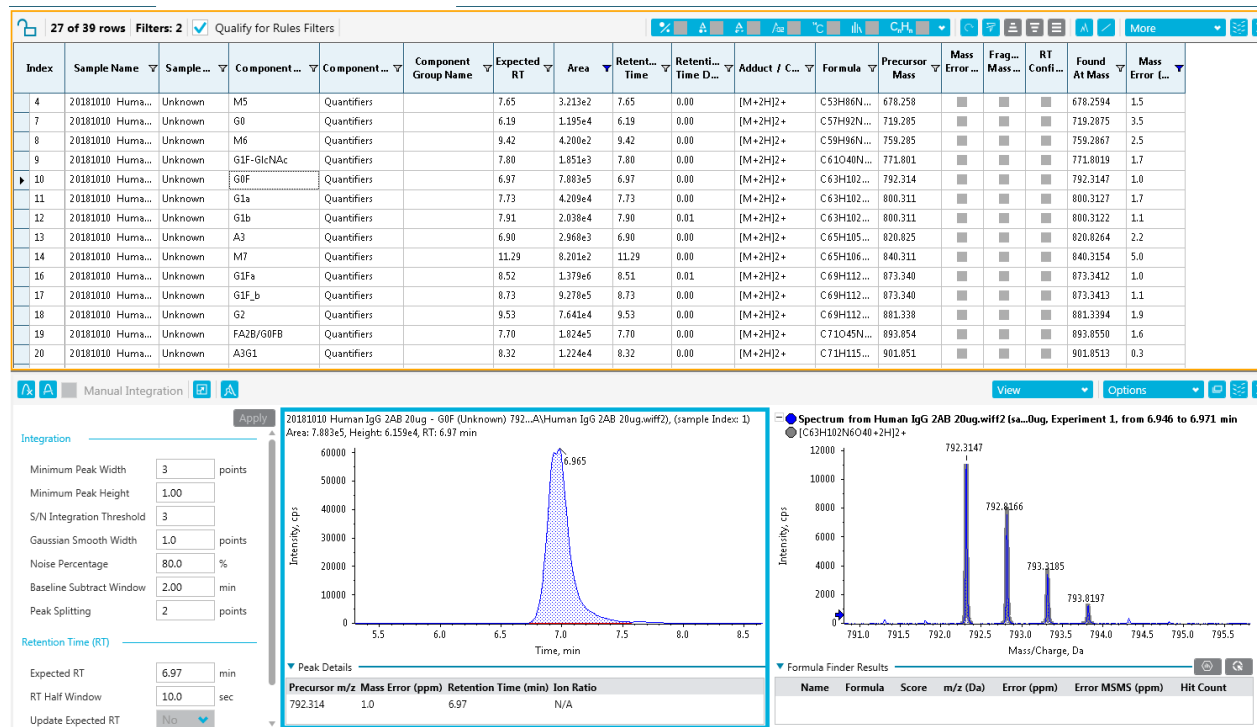 27 of 39 rows Filters: 2 Qualify for Rules Filters More
Index Sample Name Sample... Component... Component... Component Group Name Expected RT Area Retent... Time Retenti... Time D... Adduct / C... Formula Precursor Mass Mass Error... Frag... Mass... RT Confi... Found At Mass Mass Error (...
4 20181010 Huma... Unknown M5 Quantifiers 7.65 3.213e2 7.65 0.00 [M+2H]2+ C53H86N... 678.258 678.2594 1.5
7 20181010 Huma... Unknown G0 Quantifiers 6.19 1.195e4 6.19 0.00 [M+2H]2+ C57H92N... 719.285 719.2875 3.5
8 20181010 Huma... Unknown M6 Quantifiers 9.42 4.200e2 9.42 0.00 [M+2H]2+ C59H96N... 759.285 759.2867 2.5
9 20181010 Huma... Unknown G1F-GlcNAc Quantifiers 7.80 1.851e3 7.80 0.00 [M+2H]2+ C61O40N... 771.801 771.8019 1.7
10 20181010 Huma... Unknown G0F Quantifiers 6.97 7.883e5 6.97 0.00 [M+2H]2+ C63H102... 792.314 792.3147 1.0
11 20181010 Huma... Unknown G1a Quantifiers 7.73 4.209e4 7.73 0.00 [M+2H]2+ C63H102... 800.311 800.3127 1.7
12 20181010 Huma... Unknown G1b Quantifiers 7.91 2.038e4 7.90 0.01 [M+2H]2+ C63H102... 800.311 800.3122 1.1
13 20181010 Huma... Unknown A3 Quantifiers 6.90 2.968e3 6.90 0.00 [M+2H]2+ C65H105... 820.825 820.8264 2.2
14 20181010 Huma... Unknown M7 Quantifiers 11.29 8.201e2 11.29 0.00 [M+2H]2+ C65H106... 840.311 840.3154 5.0
16 20181010 Huma... Unknown G1Fa Quantifiers 8.52 1.379e6 8.51 0.01 [M+2H]2+ C69H112... 873.340 873.3412 1.0
17 20181010 Huma... Unknown G1F_b Quantifiers 8.73 9.278e5 8.73 0.00 [M+2H]2+ C69H112... 873.340 873.3413 1.1
18 20181010 Huma... Unknown G2 Quantifiers 9.53 7.641e4 9.53 0.00 [M+2H]2+ C69H112... 881.338 881.3394 1.9
19 20181010 Huma... Unknown FA2B/G0FB Quantifiers 7.70 1.824e5 7.70 0.00 [M+2H]2+ C71O45N... 893.854 893.8550 1.6
20 20181010 Huma... Unknown A3G1 Quantifiers 8.32 1.224e4 8.32 0.00 [M+2H]2+ C71H115... 901.851 901.8513 0.3
Manual Integration View Options
Apply
Integration
Minimum Peak Width 3 points
Minimum Peak Height 1.00
S/N Integration Threshold 3
Gaussian Smooth Width 1.0 points
Noise Percentage 80.0 %
Baseline Subtract Window 2.00 min
Peak Splitting 2 points
Retention Time (RT)
Expected RT 6.97 min
RT Half Window 10.0 sec
Update Expected RT No
20181010 Human IgG 2AB 20ug - G0F (Unknown) 792...A\Human IgG 2AB 20ug.wiff2), (sample Index: 1)
Area: 7.883e5, Height: 6.159e4, RT: 6.97 min
60000
50000
40000
30000
20000
10000
0
Intensity, cps
6.965
5.5 6.0 6.5 7.0 7.5 8.0 8.5
Time, min
Peak Details
Precursor m/z Mass Error (ppm) Retention Time (min) Ion Ratio
792.314 1.0 6.97 N/A
Spectrum from Human IgG 2AB 20ug.wiff2 (sa...0ug, Experiment 1, from 6.946 to 6.971 min
[C63H102N6O40+2H]2+
12000
10000
8000
6000
4000
2000
0
Intensity, cps
792.3147
792.8166
793.3185
793.8197
791.0 791.5 792.0 792.5 793.0 793.5 794.0 794.5 795.0 795.5
Mass/Charge, Da
Formula Finder Results
Name Formula Score m/z (Da) Error (ppm) Error MSMS (ppm) Hit Count